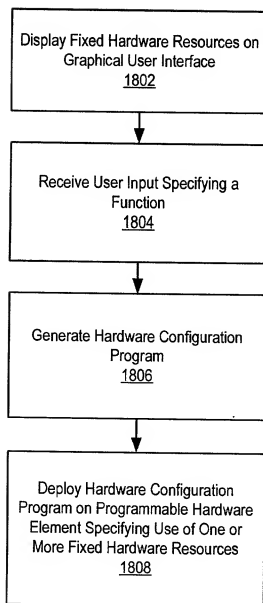 Display Fixed Hardware Resources on
Graphical User Interface
1802
Receive User Input Specifying a
Function
1804
Generate Hardware Configuration
Program
1806
Deploy Hardware Configuration
Program on Programmable Hardware
Element Specifying Use of One or
More Fixed Hardware Resources
1808